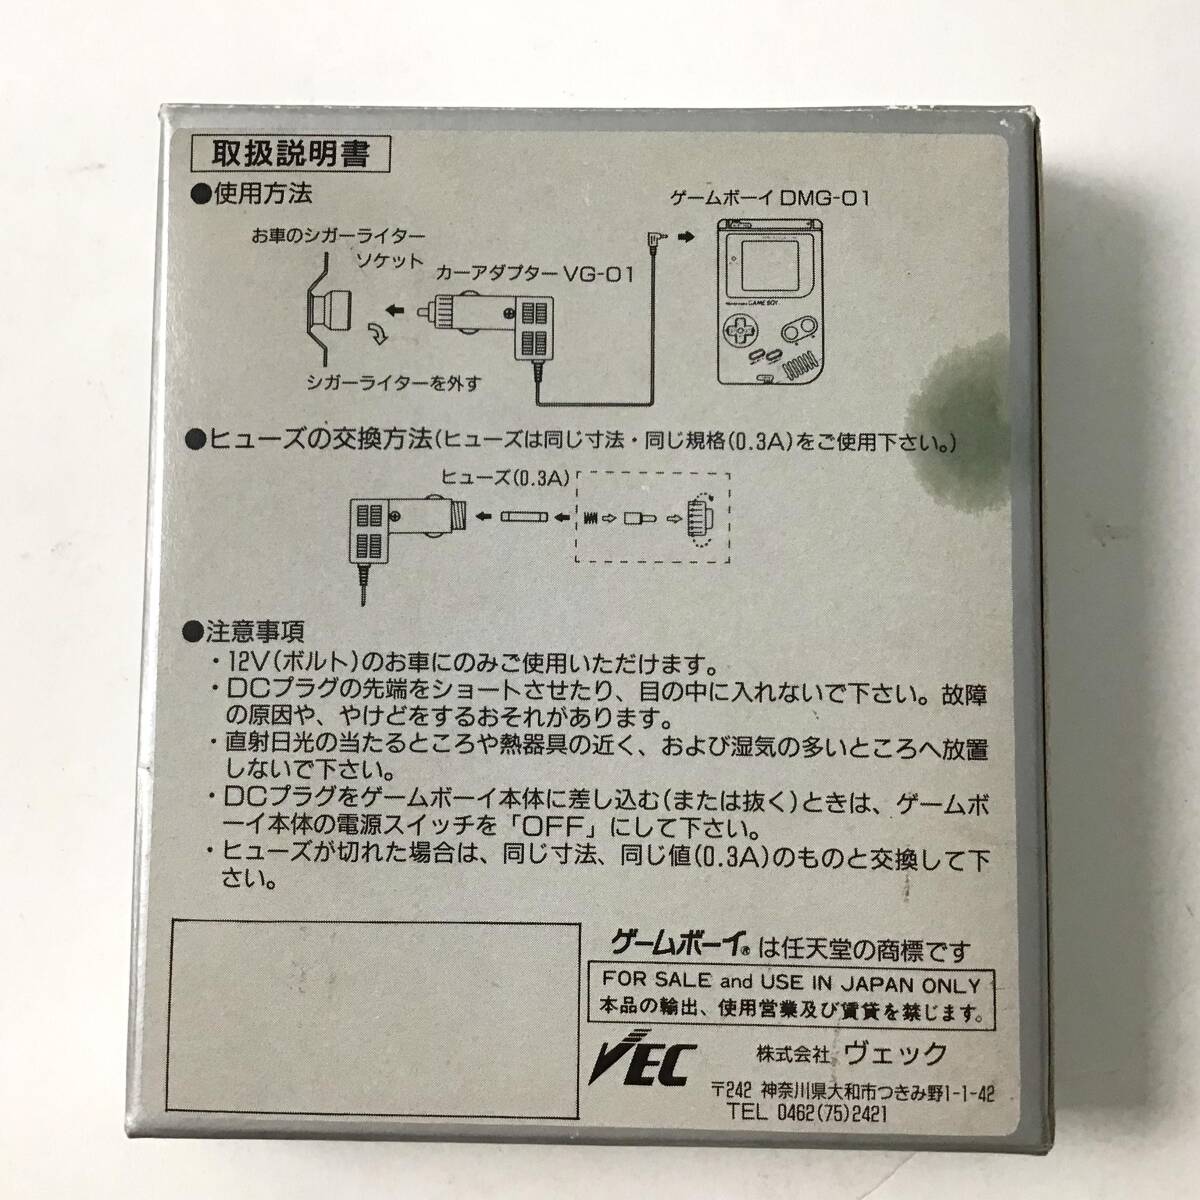 取扱説明書
●使用方法
ゲームボーイ DMG-01
お車のシガーライター
ソケット
カーアダプター VG-01
シガーライターを外す
●ヒューズの交換方法(ヒューズは同じ寸法・同じ規格(0.3A)をご使用下さい。)
ヒューズ(0.3A)
●注意事項
・12V(ボルト)のお車にのみご使用いただけます。
・DCプラグの先端をショートさせたり、目の中に入れないで下さい。故障
の原因や、やけどをするおそれがあります。
・直射日光の当たるところや熱器具の近く、および湿気の多いところへ放置
しないで下さい。
・DCプラグをゲームボーイ本体に差し込む(または抜く)ときは、ゲームボ
ーイ本体の電源スイッチを「OFF」にして下さい。
・ヒューズが切れた場合は、同じ寸法、同じ値(0.3A)のものと交換して下
さい。
ゲームボーイ®は任天堂の商標です
FOR SALE and USE IN JAPAN ONLY
本品の輸出、使用営業及び賃貸を禁じます。
VEC
株式会社 ヴェック
〒242 神奈川県大和市つきみ野1-1-42
TEL 0462(75)2421